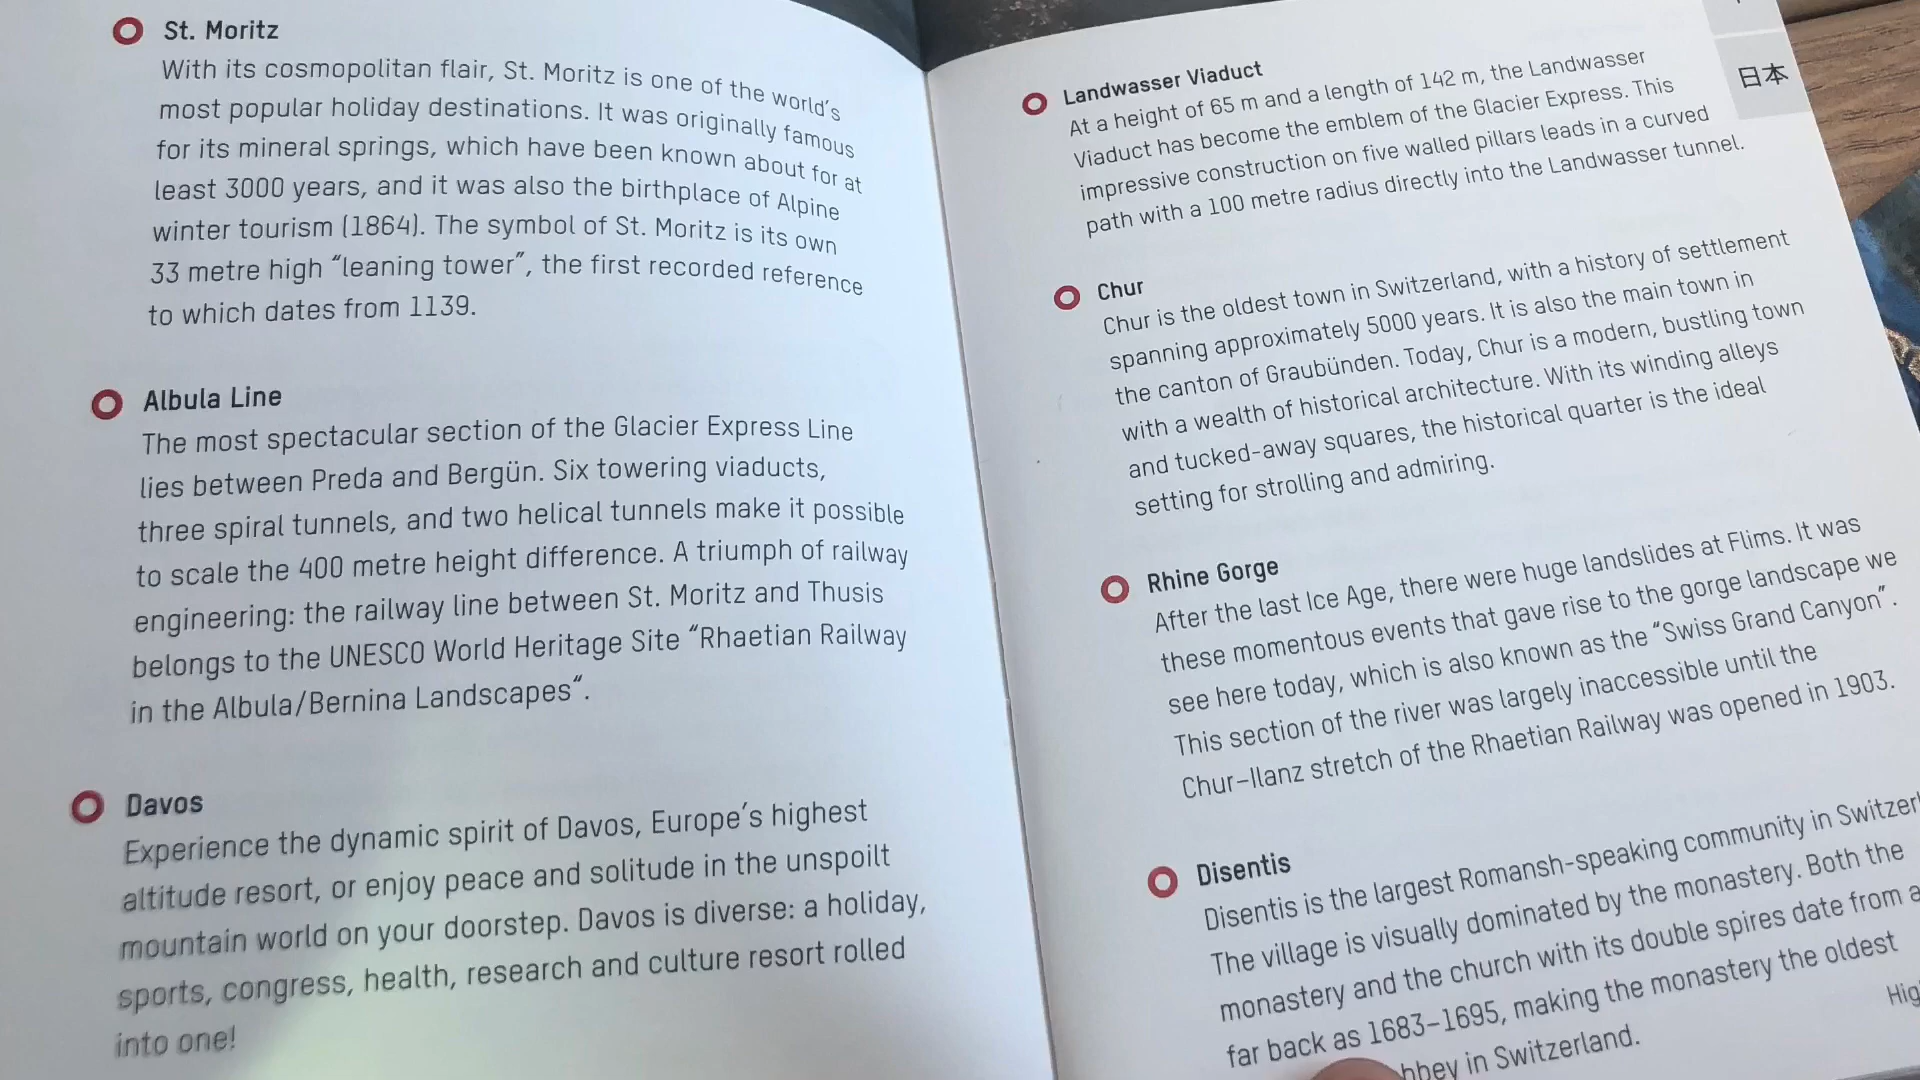 St. Moritz
With its cosmopolitan flair, St. Moritz is one of the world's
most popular holiday destinations. It was originally famous
for its mineral springs, which have been known about for at
least 3000 years, and it was also the birthplace of Alpine
winter tourism (1864). The symbol of St. Moritz is its own
33 metre high "leaning tower", the first recorded reference
to which dates from 1139.
Albula Line
The most spectacular section of the Glacier Express Line
lies between Preda and Bergün. Six towering viaducts,
three spiral tunnels, and two helical tunnels make it possible
to scale the 400 metre height difference. A triumph of railway
engineering: the railway line between St. Moritz and Thusis
belongs to the UNESCO World Heritage Site "Rhaetian Railway
in the Albula/Bernina Landscapes".
Davos
Experience the dynamic spirit of Davos, Europe's highest
altitude resort, or enjoy peace and solitude in the unspoilt
mountain world on your doorstep. Davos is diverse: a holiday,
sports, congress, health, research and culture resort rolled
into one!
Landwasser Viaduct
At a height of 65 m and a length of 142 m, the Landwasser
Viaduct has become the emblem of the Glacier Express. This
impressive construction on five walled pillars leads in a curved
path with a 100 metre radius directly into the Landwasser tunnel.
Chur
Chur is the oldest town in Switzerland, with a history of settlement
spanning approximately 5000 years. It is also the main town in
the canton of Graubünden. Today, Chur is a modern, bustling town
with a wealth of historical architecture. With its winding alleys
and tucked-away squares, the historical quarter is the ideal
setting for strolling and admiring.
Rhine Gorge
After the last Ice Age, there were huge landslides at Flims. It was
these momentous events that gave rise to the gorge landscape we
see here today, which is also known as the "Swiss Grand Canyon".
This section of the river was largely inaccessible until the
Chur–Ilanz stretch of the Rhaetian Railway was opened in 1903.
Disentis
Disentis is the largest Romansh-speaking community in
The village is visually dominated by the monastery. Both the
monastery and the church with its double spires date from
far back as 1683–1695, making the monastery the oldest
in Switzerland.
日本